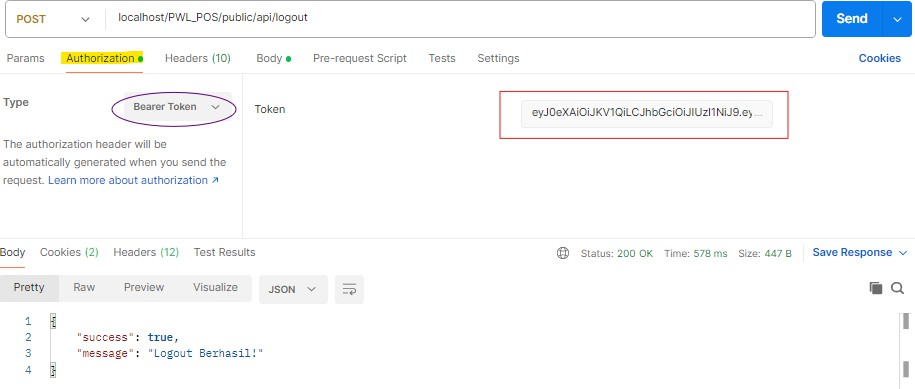 POST localhost/PWL_POS/public/api/logout Send
Params Authorization Headers (10) Body Pre-request Script Tests Settings Cookies
Type Bearer Token
Token eyJ0eXAiOiJKV1QiLCJhbGciOiJIUzI1NiJ9.ey...
The authorization header will be
automatically generated when you send the
request. Learn more about authorization ↗
Body Cookies (2) Headers (12) Test Results Status: 200 OK Time: 578 ms Size: 447 B Save Response
Pretty Raw Preview Visualize JSON
1 {
2 "success": true,
3 "message": "Logout Berhasil!"
4 }